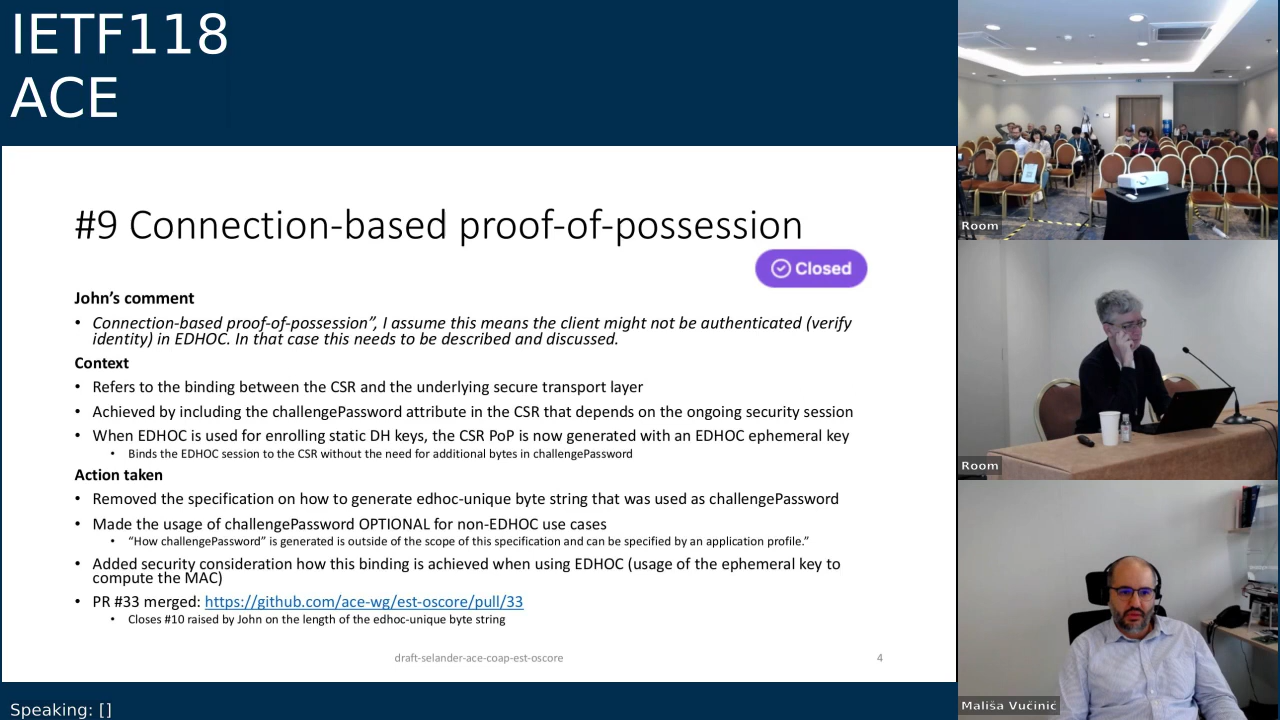 IETF118
ACE
#9 Connection-based proof-of-possession
Closed
John’s comment
• Connection-based proof-of-possession”, I assume this means the client might not be authenticated (verify
identity) in EDHOC. In that case this needs to be described and discussed.
Context
• Refers to the binding between the CSR and the underlying secure transport layer
• Achieved by including the challengePassword attribute in the CSR that depends on the ongoing security session
• When EDHOC is used for enrolling static DH keys, the CSR PoP is now generated with an EDHOC ephemeral key
• Binds the EDHOC session to the CSR without the need for additional bytes in challengePassword
Action taken
• Removed the specification on how to generate edhoc-unique byte string that was used as challengePassword
• Made the usage of challengePassword OPTIONAL for non-EDHOC use cases
• “How challengePassword” is generated is outside of the scope of this specification and can be specified by an application profile.”
• Added security consideration how this binding is achieved when using EDHOC (usage of the ephemeral key to
compute the MAC)
• PR #33 merged: https://github.com/ace-wg/est-oscore/pull/33
• Closes #10 raised by John on the length of the edhoc-unique byte string
draft-selander-ace-coap-est-oscore
4
Speaking: []
Room
Room
Mališa Vučinić